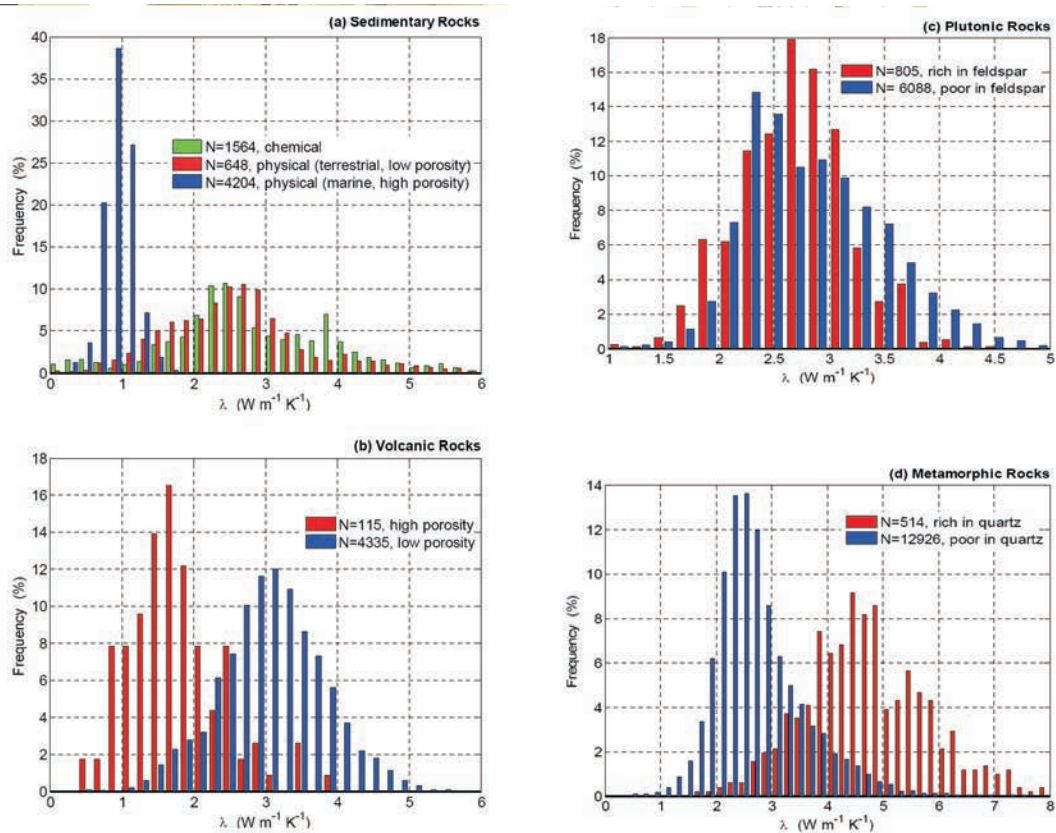 (a) Sedimentary Rocks
40
35
30
25
20
15
10
5
0
Frequency (%)
N=1564, chemical
N=648, physical (terrestrial, low porosity)
N=4204, physical (marine, high porosity)
0 1 2 3 4 5 6
λ (W m⁻¹ K⁻¹)
(b) Volcanic Rocks
18
16
14
12
10
8
6
4
2
0
Frequency (%)
N=115, high porosity
N=4335, low porosity
0 1 2 3 4 5 6
λ (W m⁻¹ K⁻¹)
(c) Plutonic Rocks
18
16
14
12
10
8
6
4
2
0
Frequency (%)
N=805, rich in feldspar
N= 6088, poor in feldspar
1 1.5 2 2.5 3 3.5 4 4.5 5
λ (W m⁻¹ K⁻¹)
(d) Metamorphic Rocks
14
12
10
8
6
4
2
0
Frequency (%)
N=514, rich in quartz
N=12926, poor in quartz
0 1 2 3 4 5 6 7 8
λ (W m⁻¹ K⁻¹)